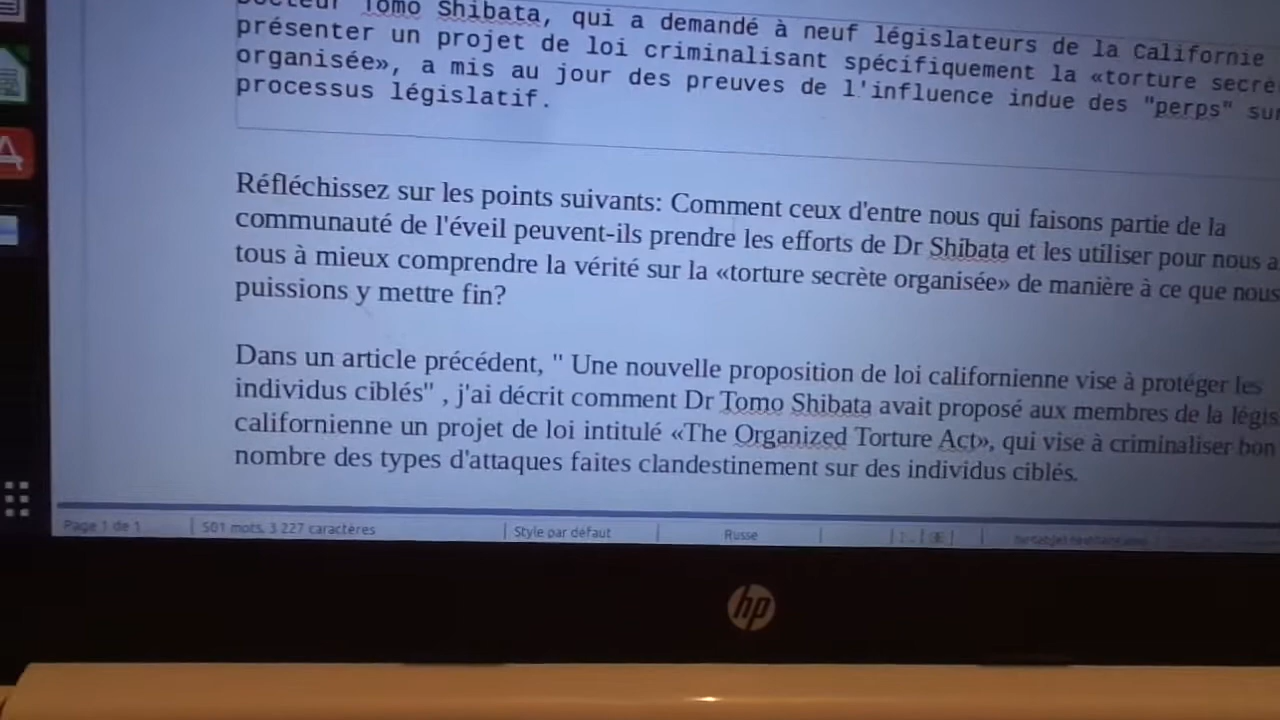 Docteur Tomo Shibata, qui a demandé à neuf législateurs de la Californie
présenter un projet de loi criminalisant spécifiquement la «torture secrè
organisée», a mis au jour des preuves de l'influence indue des "perps" sur
processus législatif.
Réfléchissez sur les points suivants: Comment ceux d'entre nous qui faisons partie de la
communauté de l'éveil peuvent-ils prendre les efforts de Dr Shibata et les utiliser pour nous a
tous à mieux comprendre la vérité sur la «torture secrète organisée» de manière à ce que nous
puissions y mettre fin?
Dans un article précédent, " Une nouvelle proposition de loi californienne vise à protéger les
individus ciblés" , j'ai décrit comment Dr Tomo Shibata avait proposé aux membres de la légis
californienne un projet de loi intitulé «The Organized Torture Act», qui vise à criminaliser bon
nombre des types d'attaques faites clandestinement sur des individus ciblés.
Page 1 de 1 501 mots, 3 227 caractères Style par défaut Russe
hp